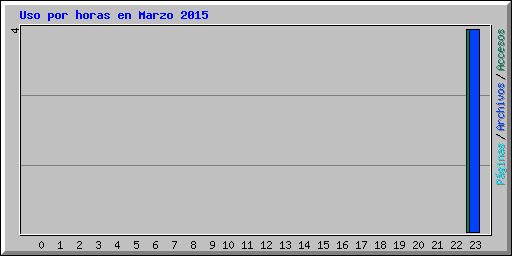 Uso por horas en Marzo 2015
4
Páginas / Archivos / Accesos
0 1 2 3 4 5 6 7 8 9 10 11 12 13 14 15 16 17 18 19 20 21 22 23